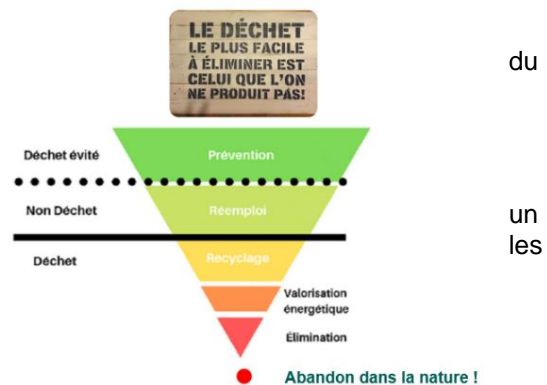 LE DÉCHET
LE PLUS FACILE
À ÉLIMINER EST
CELUI QUE L'ON
NE PRODUIT PAS!
du
Déchet évité
Prévention
Non Déchet
Réemploi
un
les
Déchet
Recyclage
Valorisation
énergétique
Élimination
Abandon dans la nature !